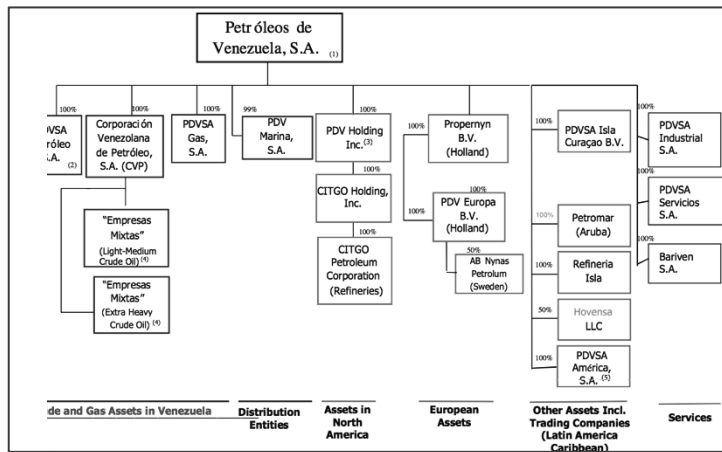 Petróleos de
Venezuela, S.A. (1)
100%
100%
100%
99%
100%
100%
100%
100%
DVSA
tróleo
S.A.
(2)
Corporación
Venezolana
de Petróleo,
S.A. (CVP)
PDVSA
Gas,
S.A.
PDV
Marina,
S.A.
PDV Holding
Inc.(3)
Propernyn
B.V.
(Holland)
PDVSA Isla
Curaçao B.V.
PDVSA
Industrial
S.A.
100%
CITGO Holding,
Inc.
100%
100%
PDV Europa
B.V.
(Holland)
100%
Petromar
(Aruba)
100%
PDVSA
Servicios
S.A.
"Empresas
Mixtas"
(Light-Medium
Crude Oil) (4)
100%
CITGO
Petroleum
Corporation
(Refineries)
50%
AB Nynas
Petrolum
(Sweden)
100%
Refineria
Isla
100%
Bariven
S.A.
"Empresas
Mixtas"
(Extra Heavy
Crude Oil) (4)
50%
Hovensa
LLC
100%
PDVSA
América,
S.A. (5)
de and Gas Assets in Venezuela
Distribution
Entities
Assets in
North
America
European
Assets
Other Assets Incl.
Trading Companies
(Latin America
Caribbean)
Services